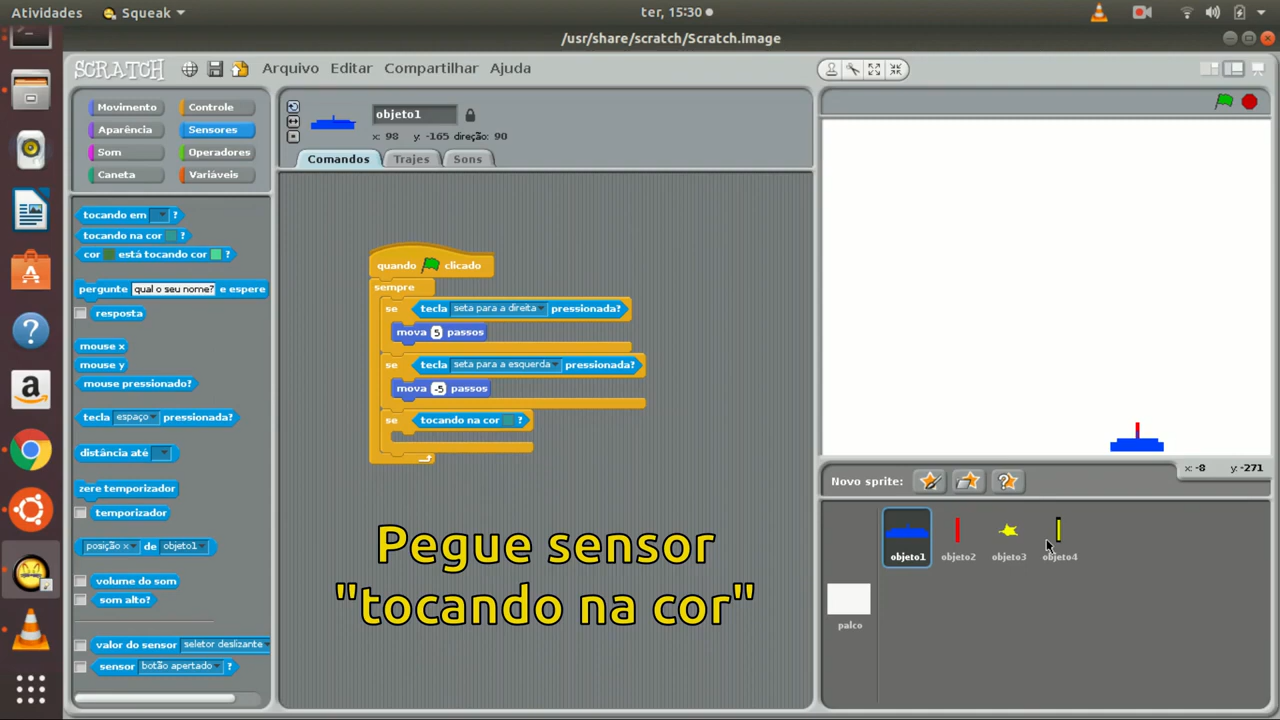 Atividades
Squeak
ter, 15:30
/usr/share/scratch/Scratch.image
SCRATCH
Arquivo Editar Compartilhar Ajuda
Movimento Controle
Aparência Sensores
Som Operadores
Caneta Variáveis
objeto1
x: 98 y: -165 direção: 90
Comandos Trajes Sons
tocando em ?
tocando na cor ?
cor está tocando cor ?
pergunte qual o seu nome? e espere
resposta
mouse x
mouse y
mouse pressionado?
tecla espaço pressionada?
distância até
zere temporizador
temporizador
posição x de objeto1
volume do som
som alto?
valor do sensor seletor deslizante
sensor botão apertado ?
quando clicado
sempre
se tecla seta para a direita pressionada?
mova 5 passos
se tecla seta para a esquerda pressionada?
mova -5 passos
se tocando na cor ?
Pegue sensor
"tocando na cor"
x: -8 y: -271
Novo sprite:
objeto1 objeto2 objeto3 objeto4
palco